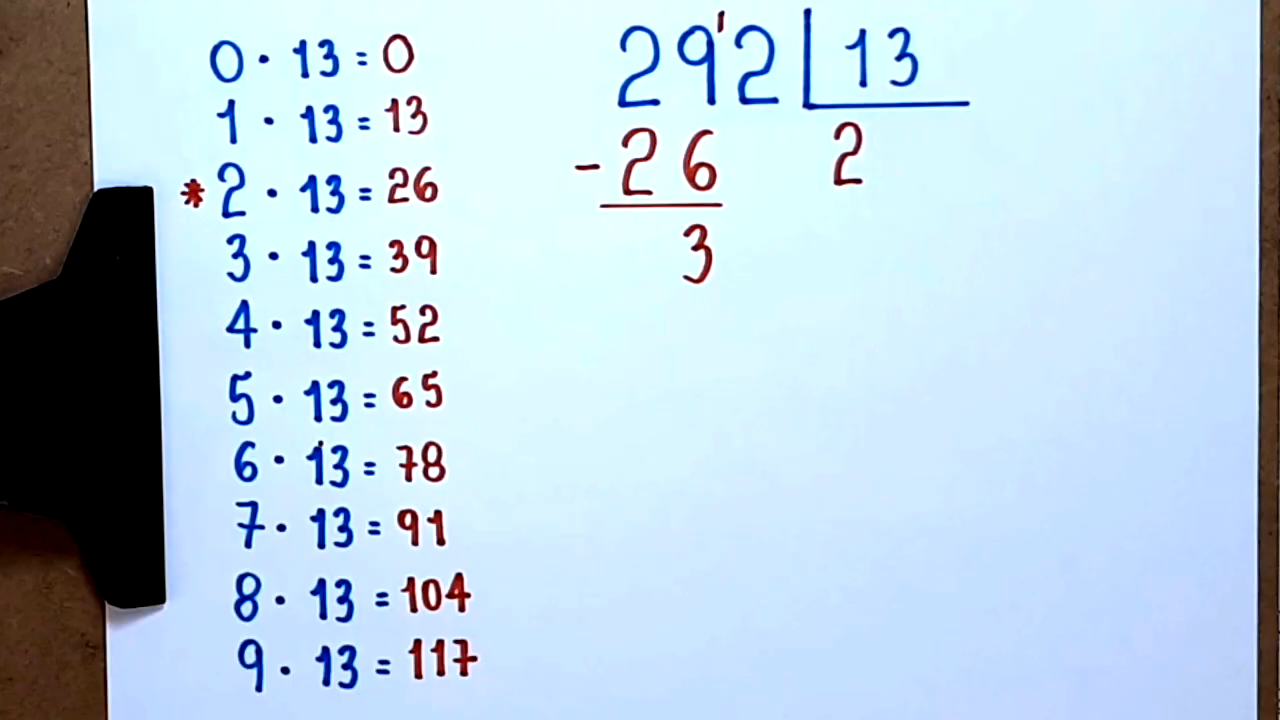 0 · 13 = 0
1 · 13 = 13
* 2 · 13 = 26
3 · 13 = 39
4 · 13 = 52
5 · 13 = 65
6 · 13 = 78
7 · 13 = 91
8 · 13 = 104
9 · 13 = 117
29'2 | 13
- 26 2
3